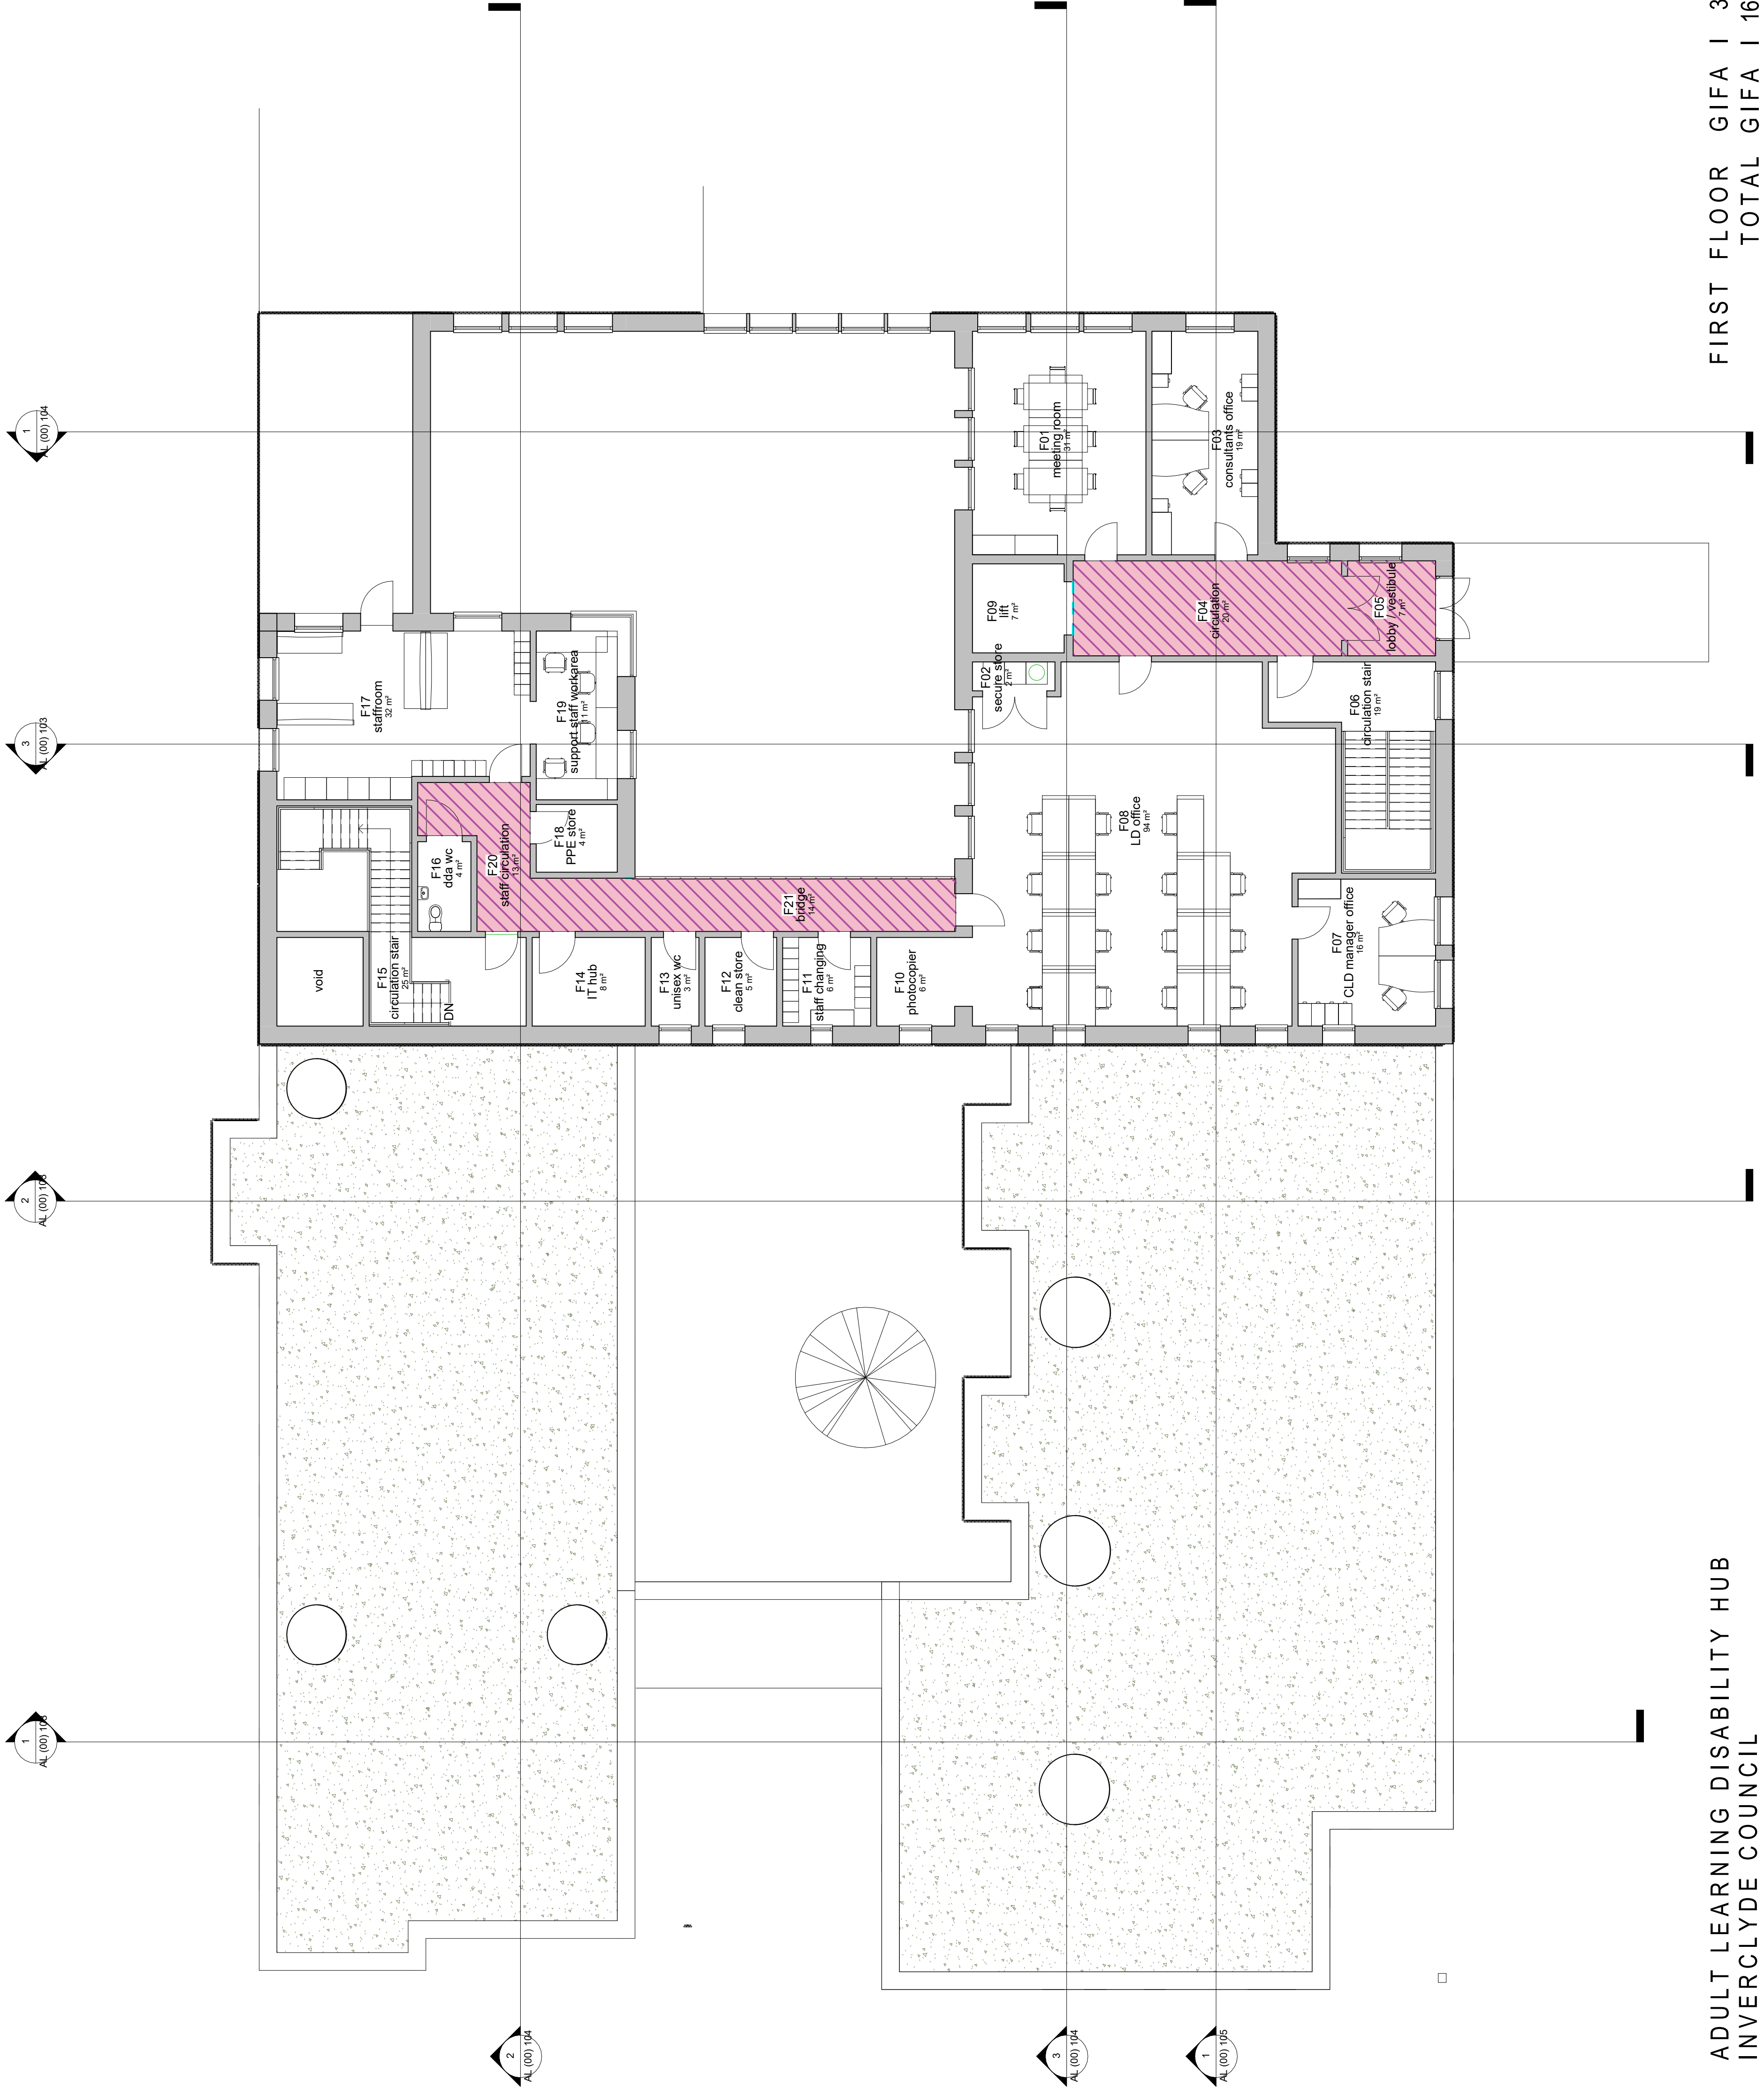 FIRST FLOOR GIFA I 3
TOTAL GIFA I 16
ADULT LEARNING DISABILITY HUB
INVERCLYDE COUNCIL
1
AL (00) 104
3
AL (00) 103
2
AL (00) 103
1
AL (00) 103
2
AL (00) 104
3
AL (00) 104
1
AL (00) 105
F17
staffroom
32 m²
F19
support staff workarea
11 m²
F18
PPE store
4 m²
F16
dda wc
4 m²
F20
staff circulation
13 m²
F21
bridge
14 m²
void
F15
circulation stair
25 m²
DN
F14
IT hub
8 m²
F13
unisex wc
3 m²
F12
clean store
5 m²
F11
staff changing
6 m²
F10
photocopier
6 m²
F01
meeting room
31 m²
F03
consultants office
19 m²
F09
lift
7 m²
F02
secure store
2 m²
F04
circulation
20 m²
F05
lobby / vestibule
7 m²
F06
circulation stair
19 m²
F08
LD office
94 m²
F07
CLD manager office
16 m²